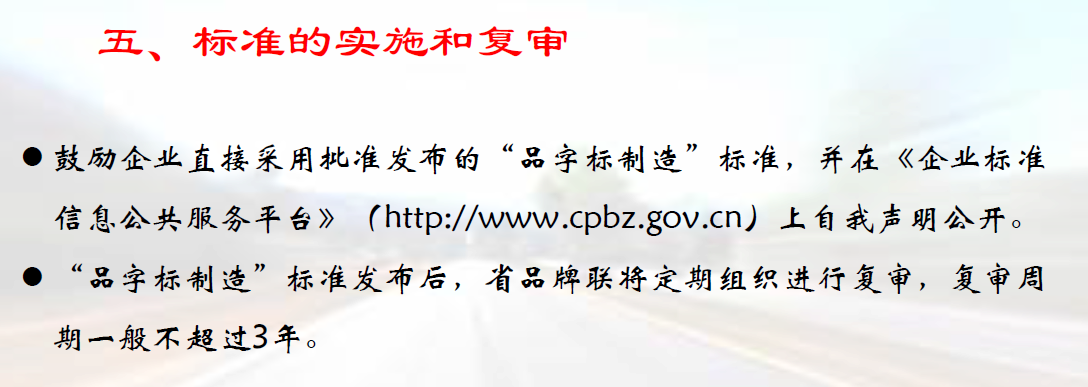 五、标准的实施和复审
● 鼓励企业直接采用批准发布的“品字标制造”标准，并在《企业标准
信息公共服务平台》（http://www.cpbz.gov.cn）上自我声明公开。
● “品字标制造”标准发布后，省品牌联将定期组织进行复审，复审周
期一般不超过3年。